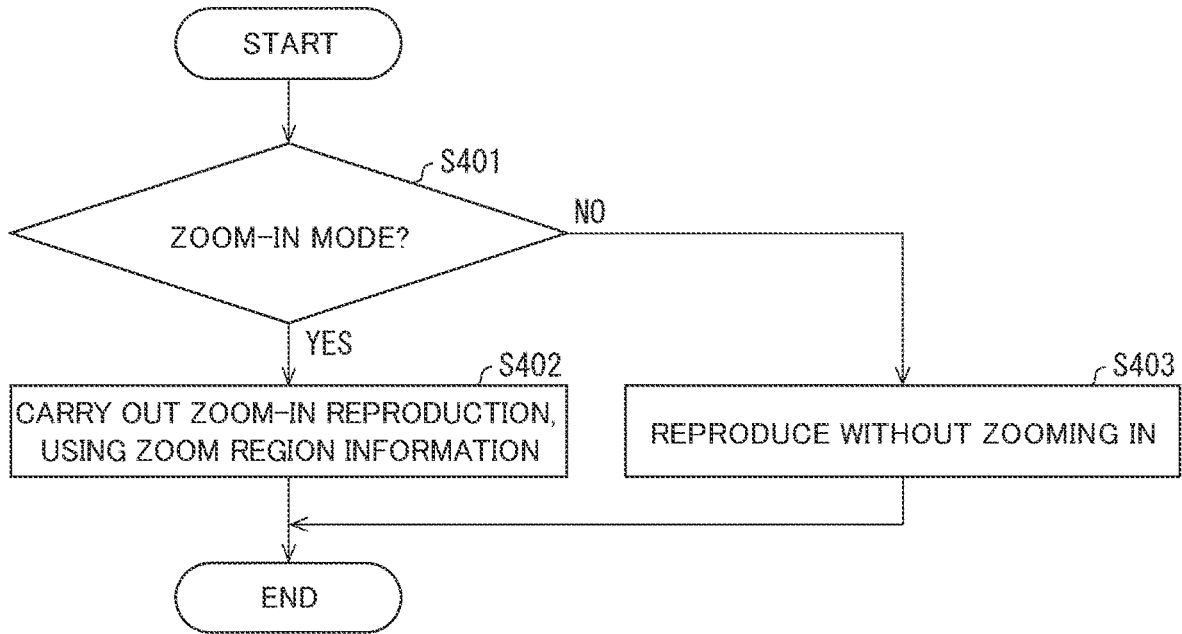 START
S401
ZOOM-IN MODE?
NO
YES
S402
CARRY OUT ZOOM-IN REPRODUCTION,
USING ZOOM REGION INFORMATION
S403
REPRODUCE WITHOUT ZOOMING IN
END